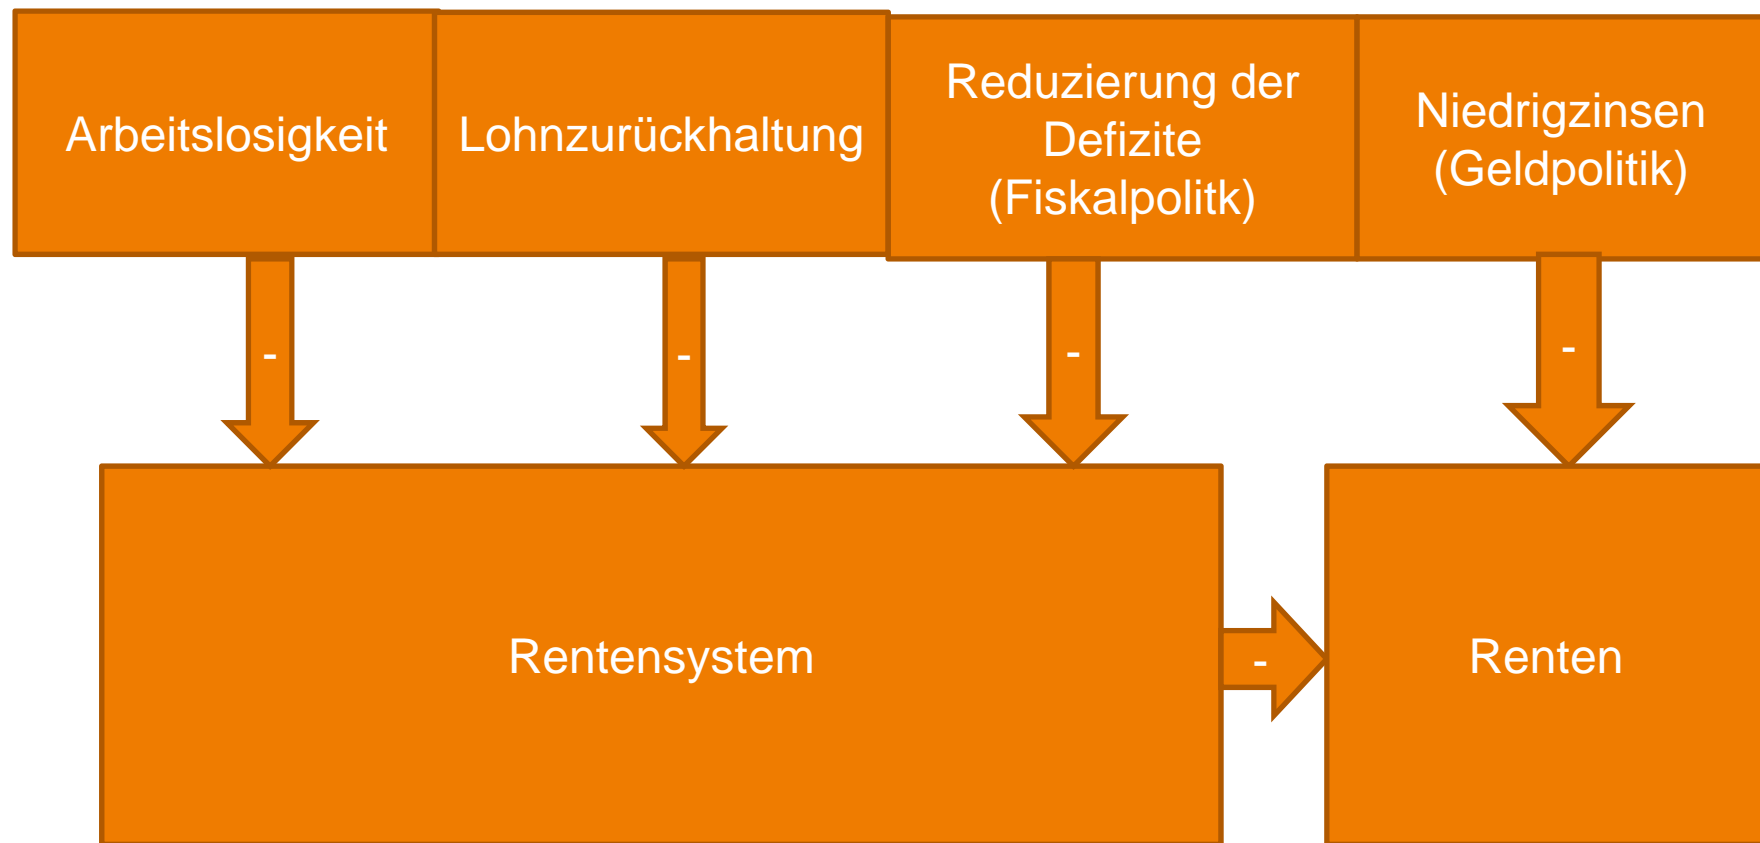 Arbeitslosigkeit
Lohnzurückhaltung
Reduzierung der
Defizite
(Fiskalpolitk)
Niedrigzinsen
(Geldpolitik)
-
-
-
-
Rentensystem
-
Renten